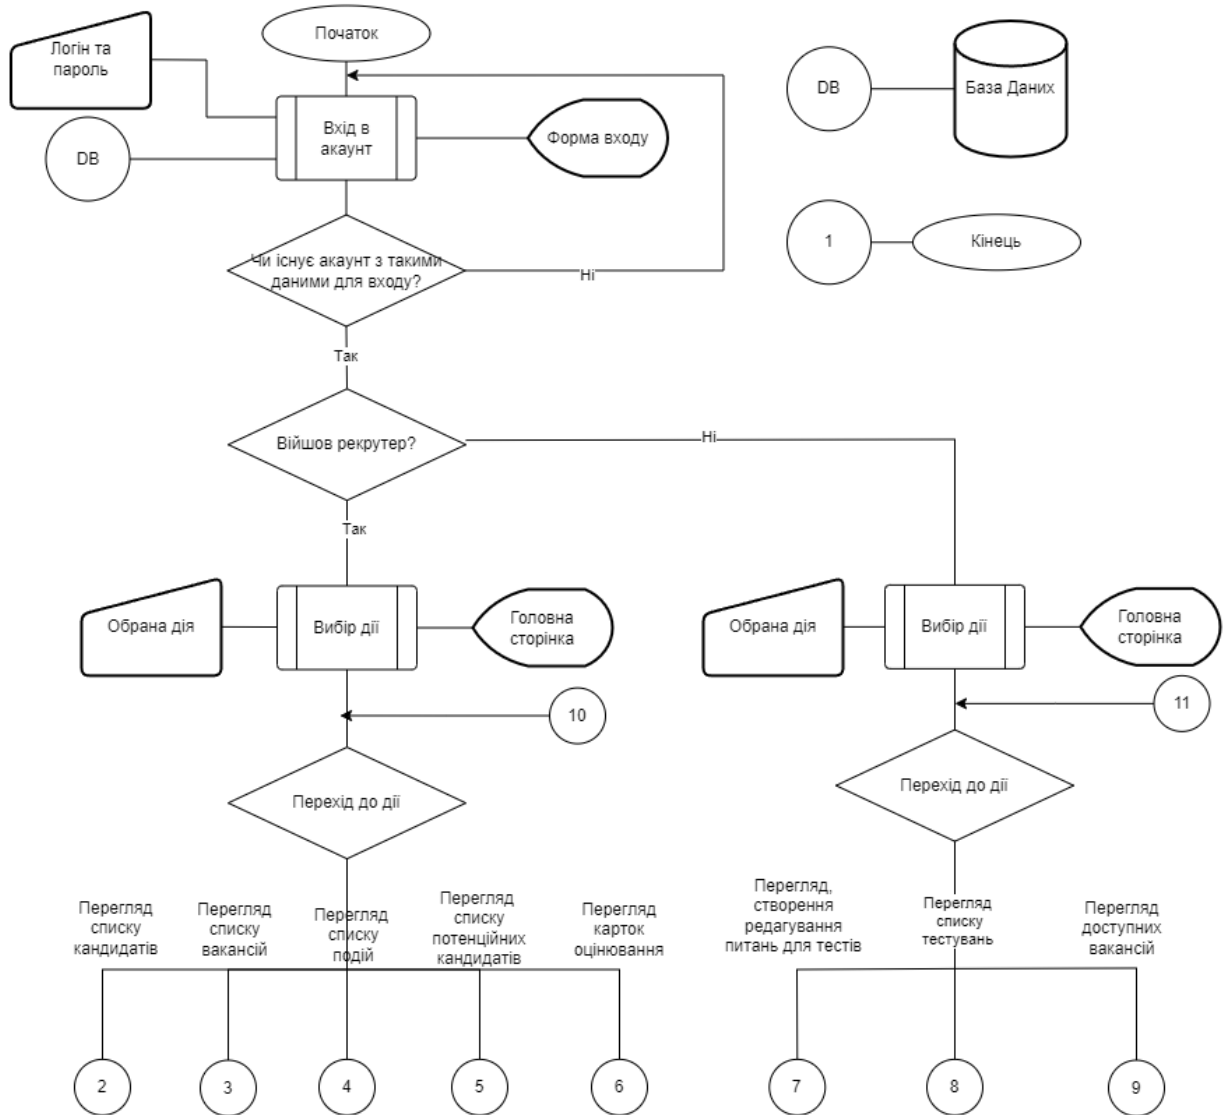 Початок
Логін та
пароль
DB
Вхід в
акаунт
Форма входу
DB
База Даних
1
Кінець
Чи існує акаунт з такими
даними для входу?
Ні
Так
Війшов рекрутер?
Ні
Так
Обрана дія
Вибір дії
Головна
сторінка
10
Перехід до дії
Обрана дія
Вибір дії
Головна
сторінка
11
Перехід до дії
Перегляд
списку
кандидатів
Перегляд
списку
вакансій
Перегляд
списку
подій
Перегляд
списку
потенційних
кандидатів
Перегляд
карток
оцінювання
Перегляд,
створення
редагування
питань для тестів
Перегляд
списку
тестувань
Перегляд
доступних
вакансій
2
3
4
5
6
7
8
9